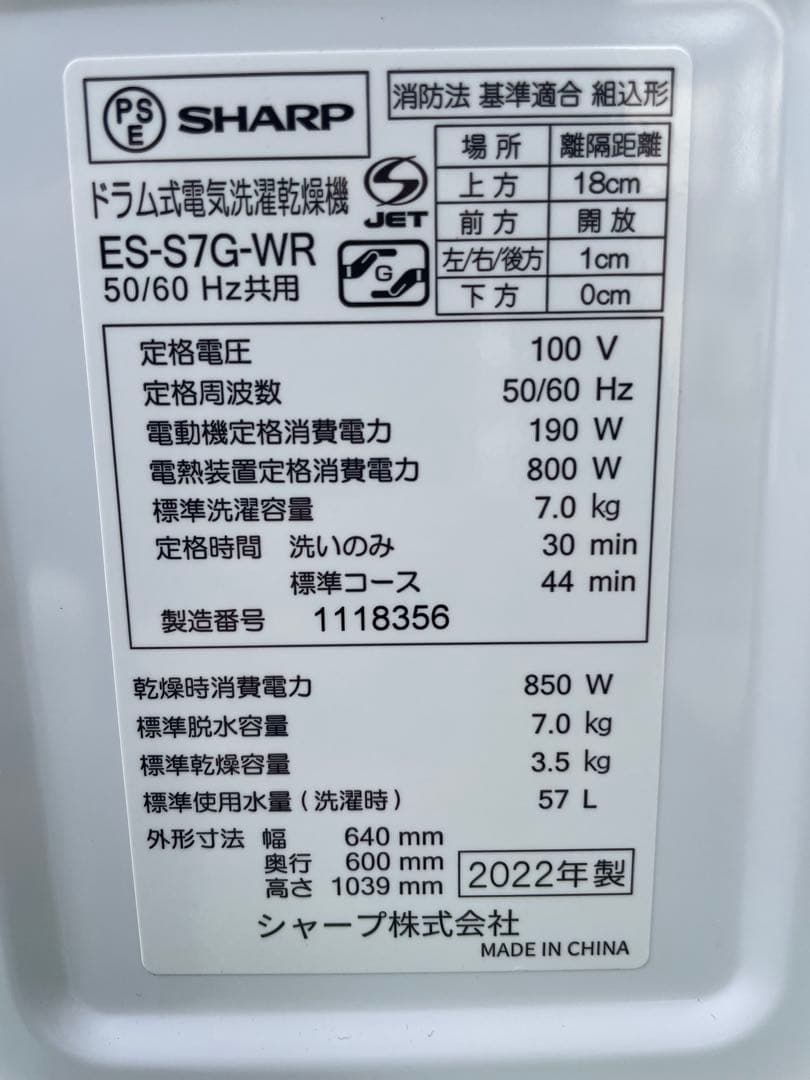 PSE SHARP
消防法 基準適合 組込形
場所 離隔距離
上方 18cm
前方 開放
左/右/後方 1cm
下方 0cm
ドラム式電気洗濯乾燥機
S JET
ES-S7G-WR
G
50/60 Hz共用
定格電圧 100 V
定格周波数 50/60 Hz
電動機定格消費電力 190 W
電熱装置定格消費電力 800 W
標準洗濯容量 7.0 kg
定格時間 洗いのみ 30 min
標準コース 44 min
製造番号 1118356
乾燥時消費電力 850 W
標準脱水容量 7.0 kg
標準乾燥容量 3.5 kg
標準使用水量(洗濯時) 57 L
外形寸法 幅 640 mm
奥行 600 mm
高さ 1039 mm
2022年製
シャープ株式会社
MADE IN CHINA